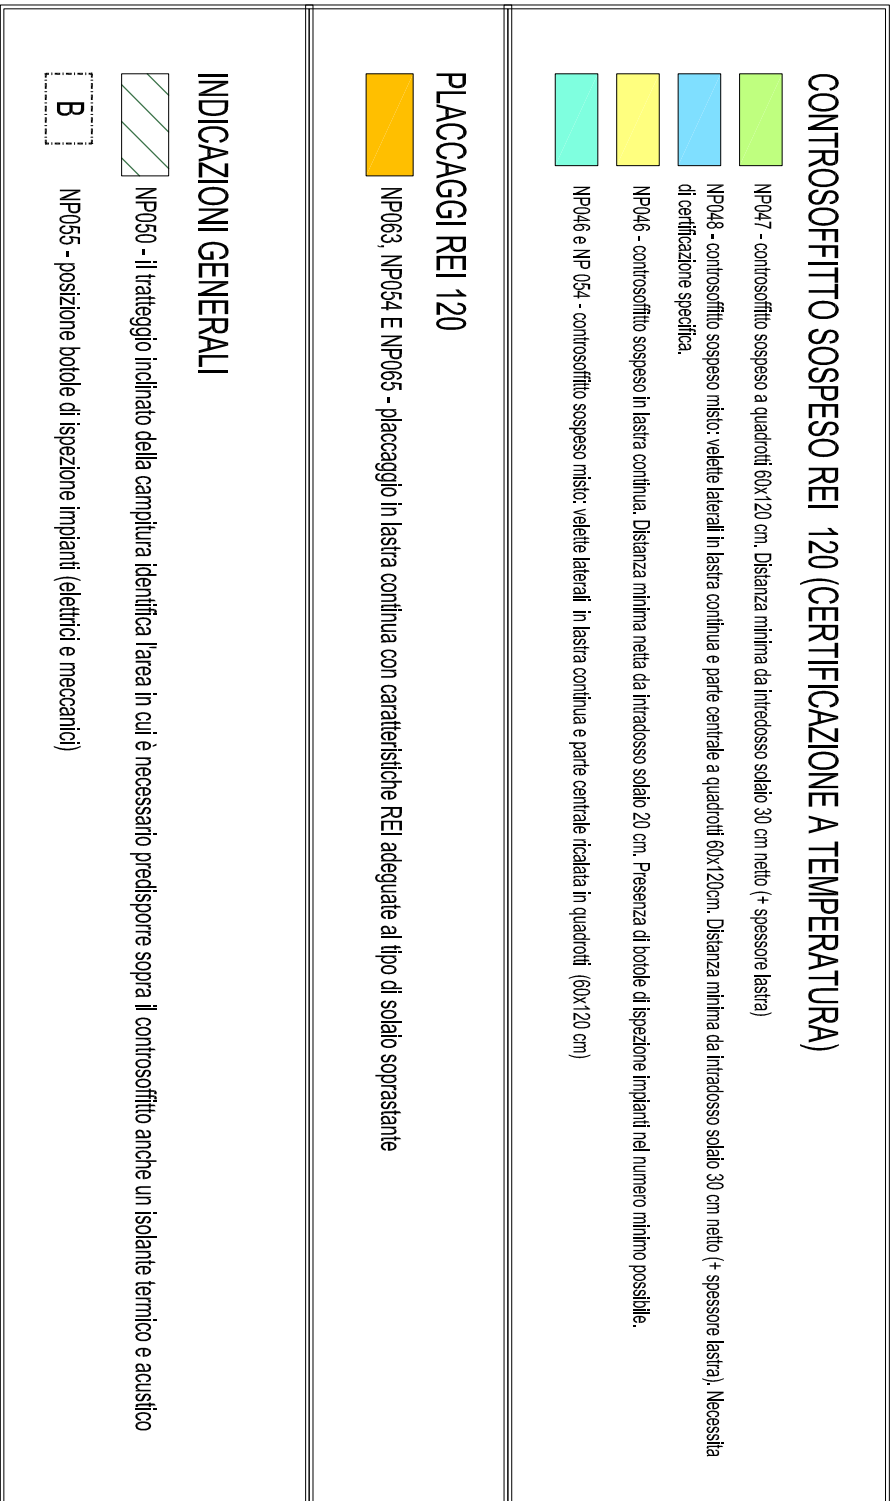 CONTROSOFFITTO SOSPESO REI 120 (CERTIFICAZIONE A TEMPERATURA)
NP047 - controsoffitto sospeso a quadrotti 60x120 cm. Distanza minima da intredosso solaio 30 cm netto (+ spessore lastra)
NP048 - controsoffitto sospeso misto: velette laterali in lastra continua e parte centrale a quadrotti 60x120cm. Distanza minima da intradosso solaio 30 cm netto (+ spessore lastra). Necessita
di certificazione specifica.
NP046 - controsoffitto sospeso in lastra continua. Distanza minima netta da intradosso solaio 20 cm. Presenza di botole di ispezione impianti nel numero minimo possibile.
NP046 e NP 054 - controsoffitto sospeso misto: velette laterali in lastra continua e parte centrale ricalata in quadrotti (60x120 cm)
PLACCAGGI REI 120
NP063, NP054 E NP065 - placcaggio in lastra continua con caratteristiche REI adeguate al tipo di solaio soprastante
INDICAZIONI GENERALI
NP050 - il tratteggio inclinato della campitura identifica l'area in cui è necessario predisporre sopra il controsoffitto anche un isolante termico e acustico
B
NP055 - posizione botole di ispezione impianti (elettrici e meccanici)